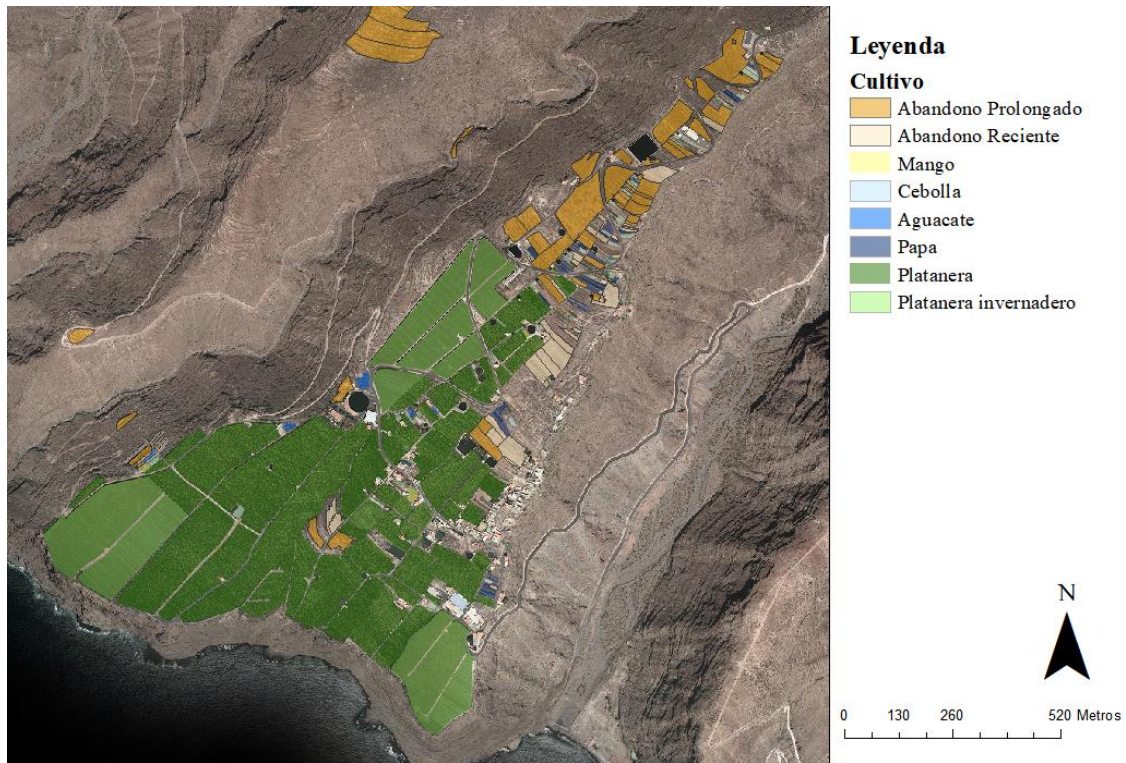 Leyenda
Cultivo
Abandono Prolongado
Abandono Reciente
Mango
Cebolla
Aguacate
Papa
Platanera
Platanera invernadero
N
0 130 260 520 Metros